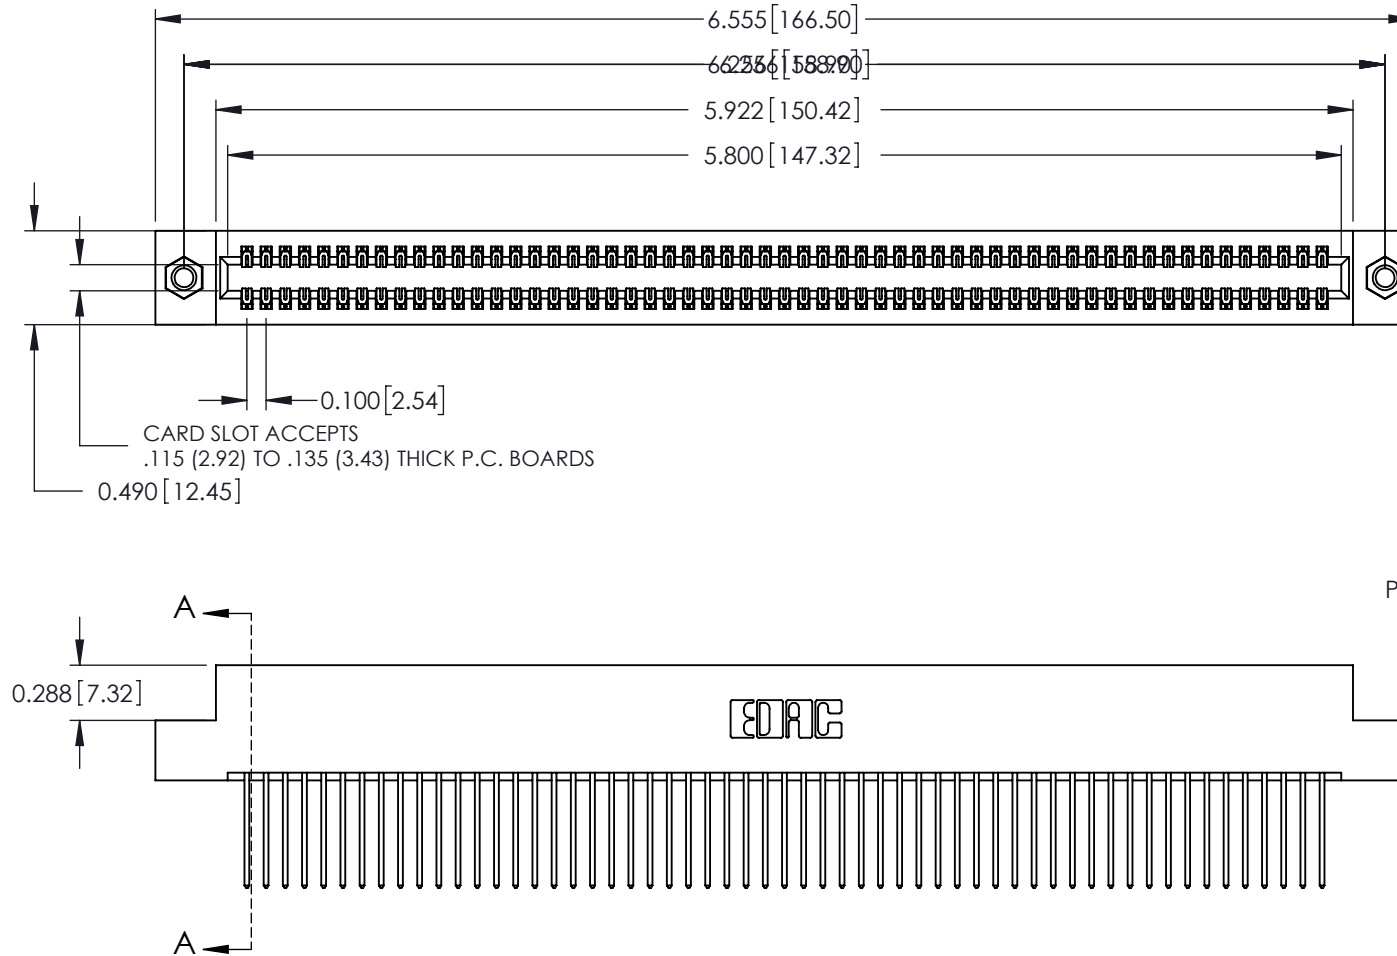 6.555[166.50]
5.922[150.42]
5.800[147.32]
0.100[2.54]
CARD SLOT ACCEPTS
.115 (2.92) TO .135 (3.43) THICK P.C. BOARDS
0.490[12.45]
P
A
0.288[7.32]
EDAC
A